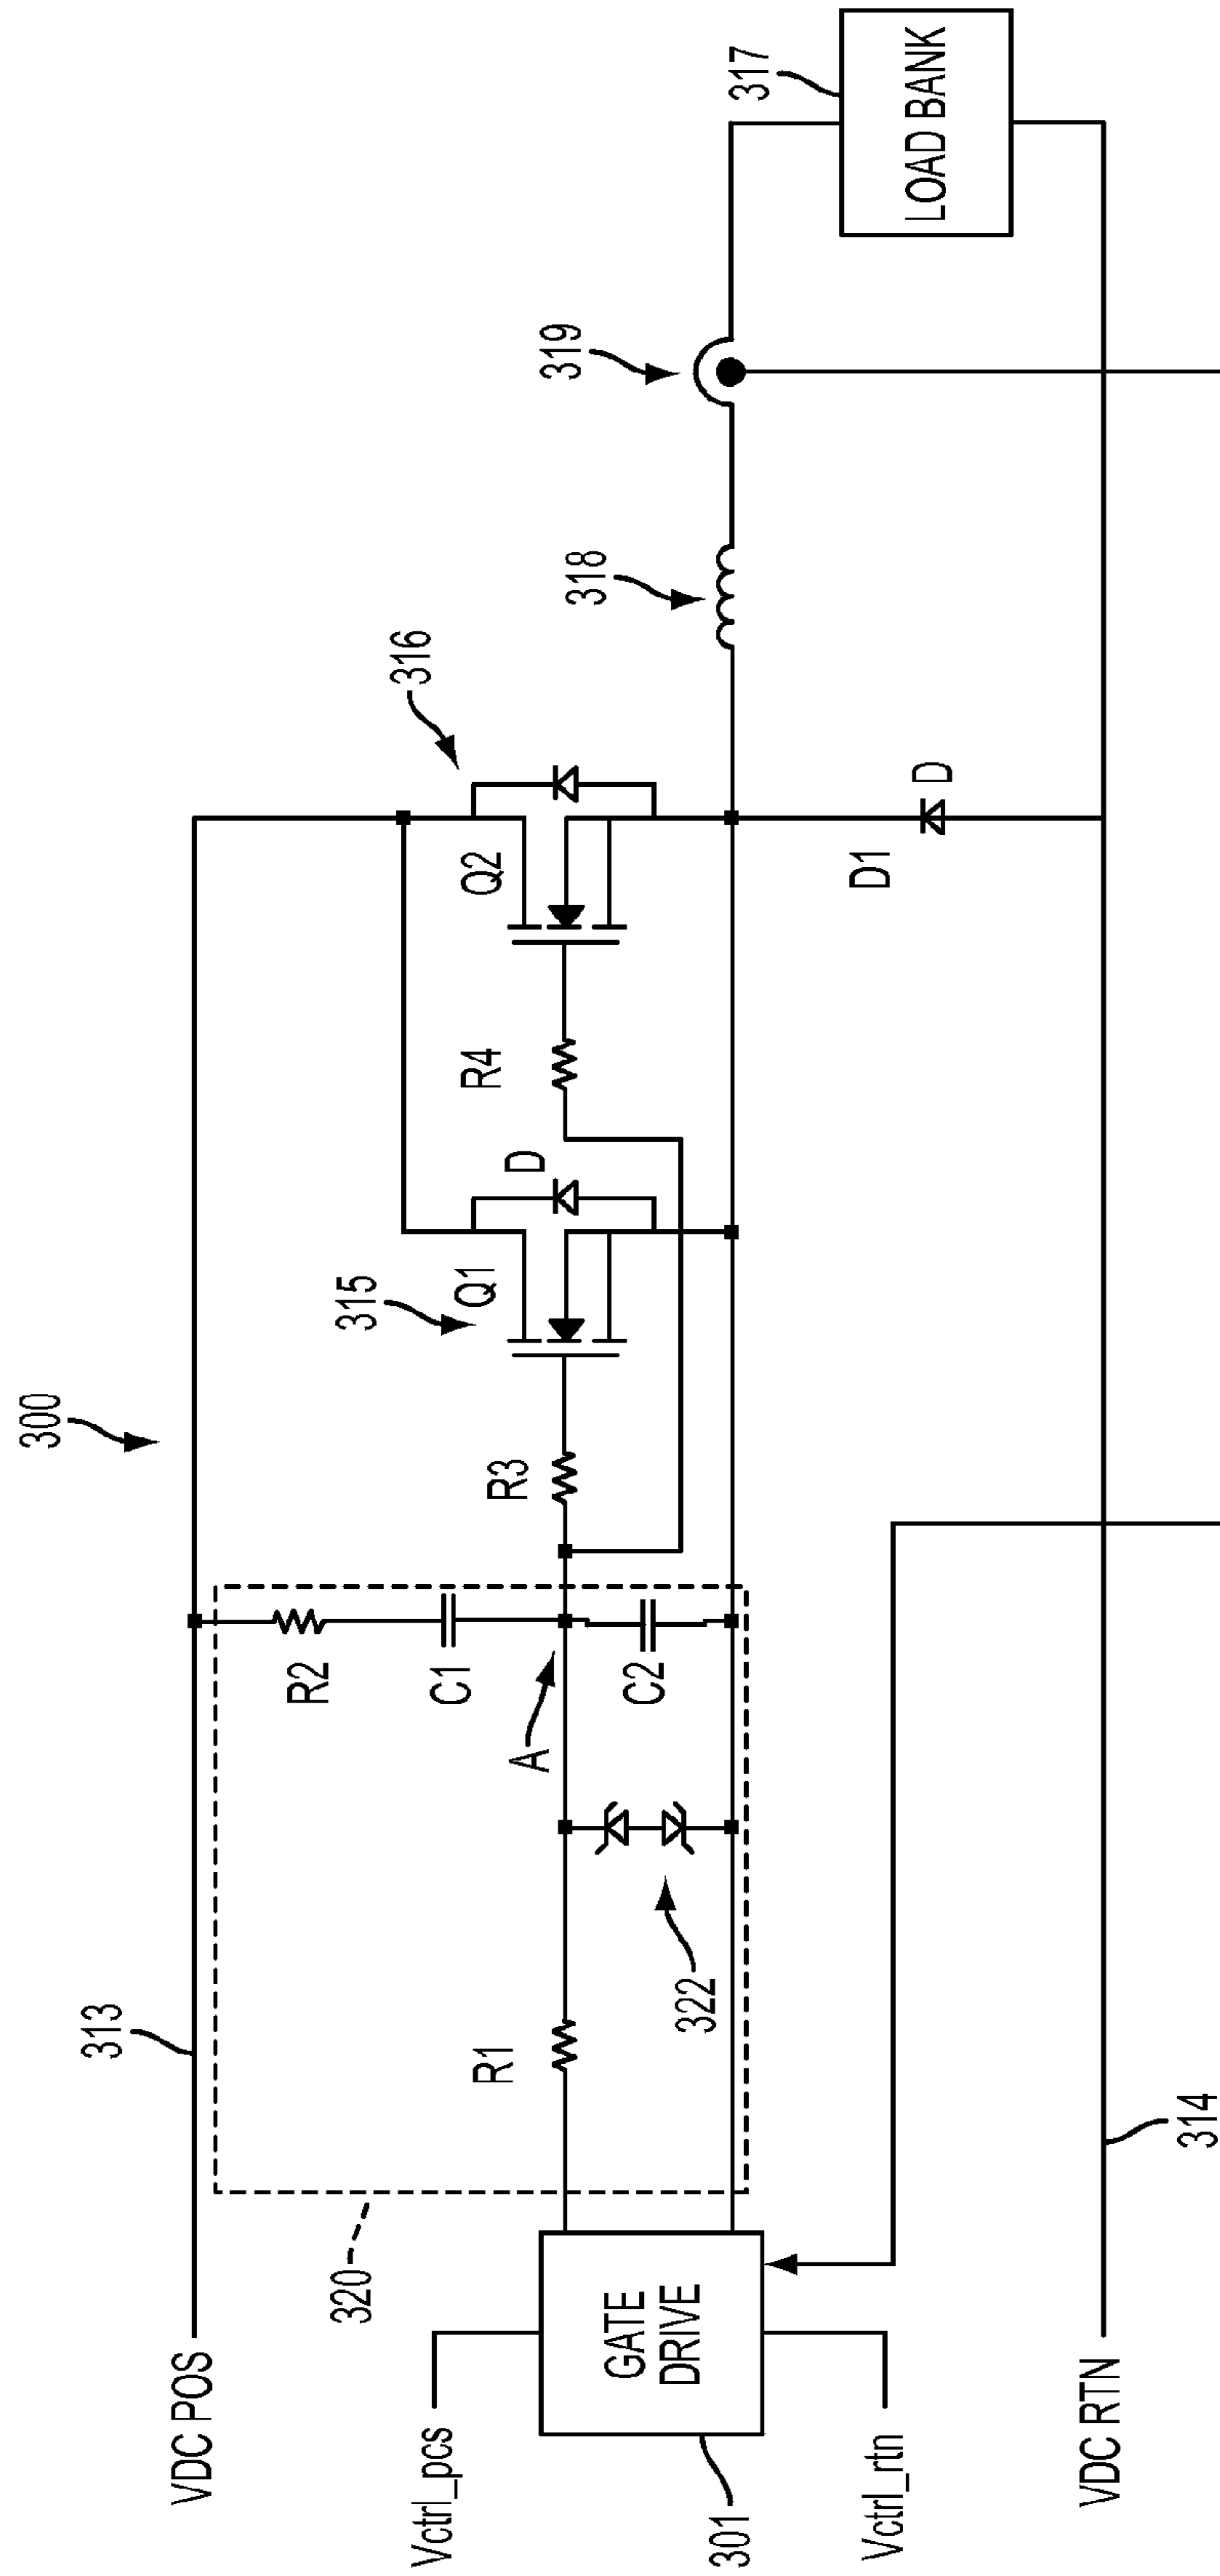 300
VDC POS
313
320
R2
C1
A
C2
R1
322
301
GATE
DRIVE
Vctrl_pcs
Vctrl_rtn
R3
315
Q1
D
R4
Q2
316
318
319
317
LOAD BANK
D1
D
VDC RTN
314